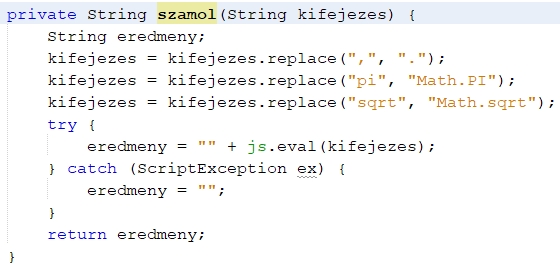 private String szamol(String kifejezes) {
    String eredmeny;
    kifejezes = kifejezes.replace(",", ".");
    kifejezes = kifejezes.replace("pi", "Math.PI");
    kifejezes = kifejezes.replace("sqrt", "Math.sqrt");
    try {
        eredmeny = "" + js.eval(kifejezes);
    } catch (ScriptException ex) {
        eredmeny = "";
    }
    return eredmeny;
}